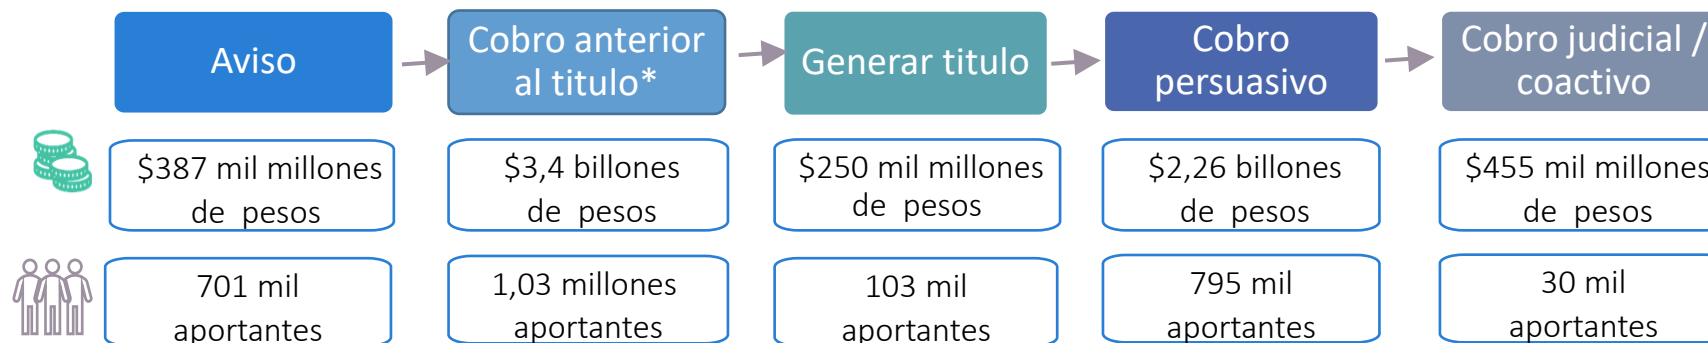 Aviso
Cobro anterior
al titulo*
Generar titulo
Cobro
persuasivo
Cobro judicial /
coactivo
$387 mil millones
de pesos
$3,4 billones
de pesos
$250 mil millones
de pesos
$2,26 billones
de pesos
$455 mil millones
de pesos
701 mil
aportantes
1,03 millones
aportantes
103 mil
aportantes
795 mil
aportantes
30 mil
aportantes